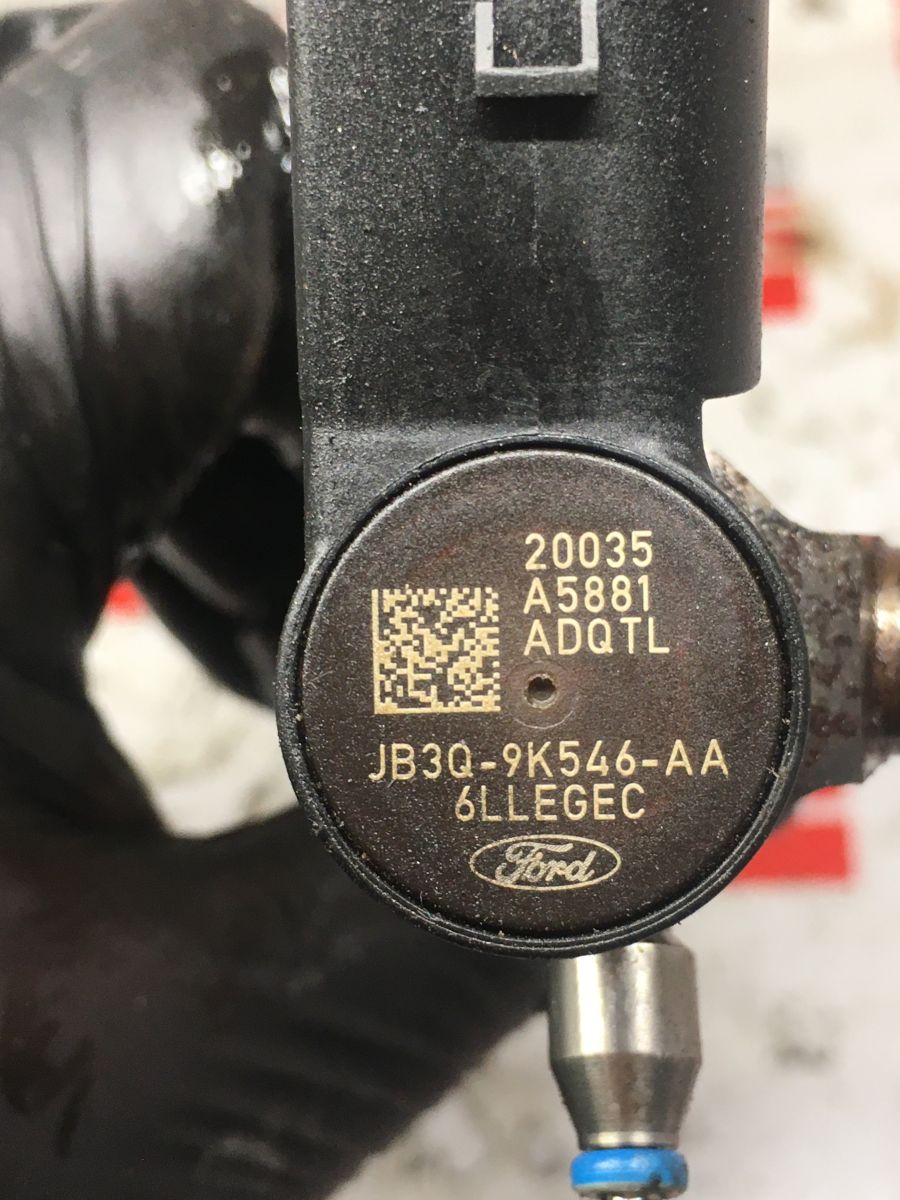 20035
A5881
ADQTL
JB3Q-9K546-AA
6LLEGEC
Ford